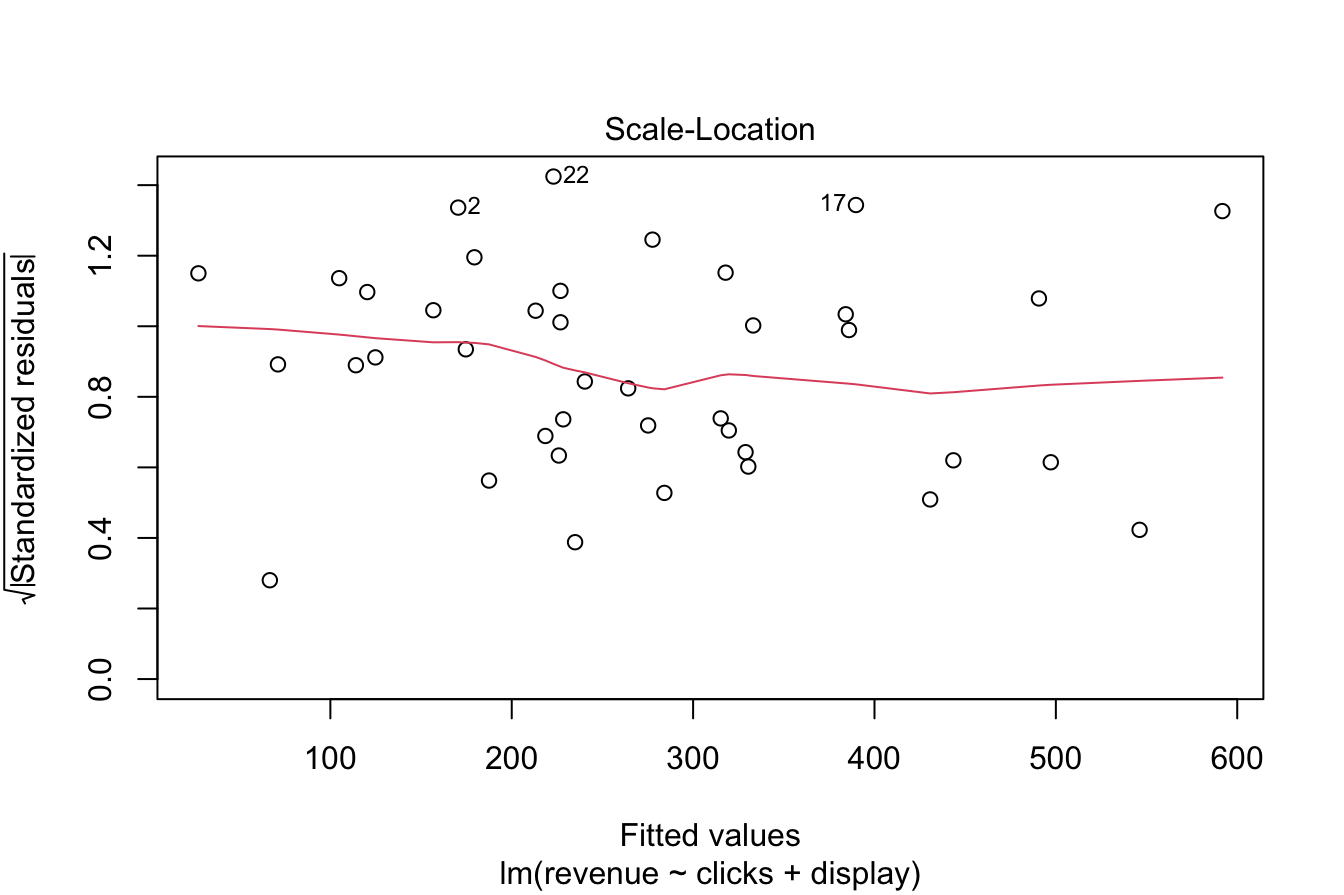 Scale-Location
√|Standardized residuals|
0.0 0.4 0.8 1.2
2
22
17
100 200 300 400 500 600
Fitted values
lm(revenue ~ clicks + display)